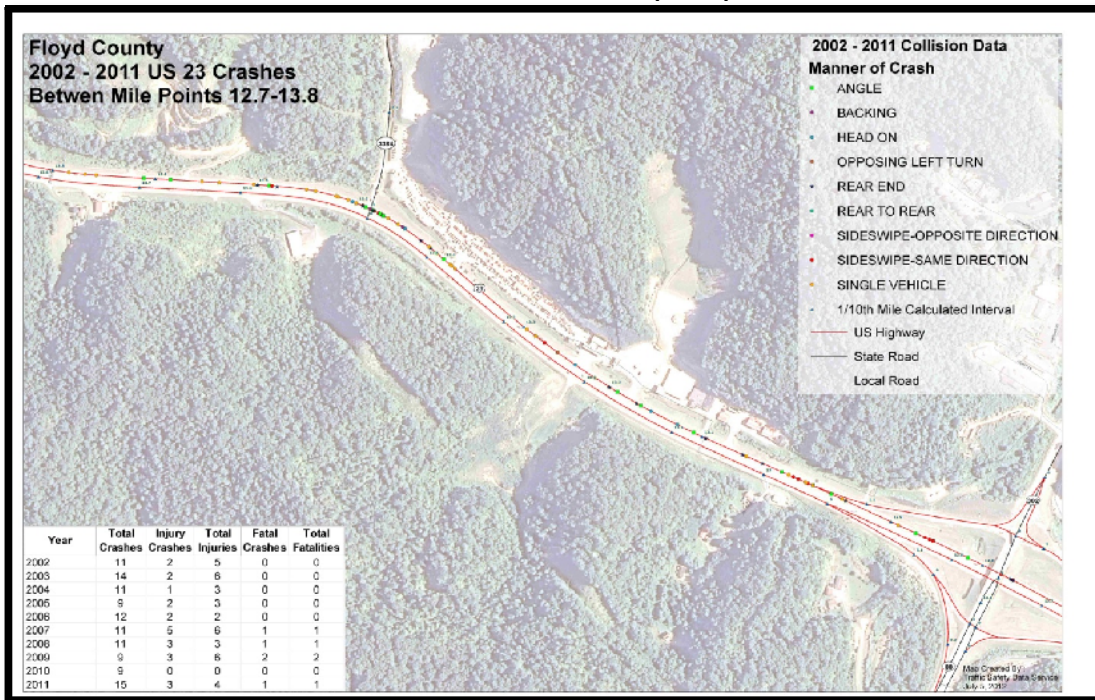 Floyd County
2002 - 2011 US 23 Crashes
Betwen Mile Points 12.7-13.8
2002 - 2011 Collision Data
Manner of Crash
ANGLE
BACKING
HEAD ON
OPPOSING LEFT TURN
REAR END
REAR TO REAR
SIDESWIPE-OPPOSITE DIRECTION
SIDESWIPE-SAME DIRECTION
SINGLE VEHICLE
1/10th Mile Calculated Interval
US Highway
State Road
Local Road
Year Total Crashes Injury Crashes Total Injuries Fatal Crashes Total Fatalities
2002 11 2 5 0 0
2003 14 2 6 0 0
2004 11 1 3 0 0
2005 9 2 3 0 0
2006 12 2 2 0 0
2007 11 5 6 1 1
2008 11 3 3 1 1
2009 9 3 6 2 2
2010 9 0 0 0 0
2011 15 3 4 1 1
Map Created By
Traffic Safety Data Service
July 5, 2012